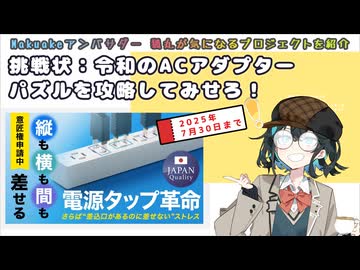 Makuakeアンバサダー 鶴丸が気になるプロジェクトを紹介
挑戦状：令和のACアダプター
パズルを攻略してみせろ！
2025年
7月30日まで
意匠権申請中
縦も横も間も
差せる
JAPAN
Quality
電源タップ革命
さらば“差込口があるのに差せない”ストレス